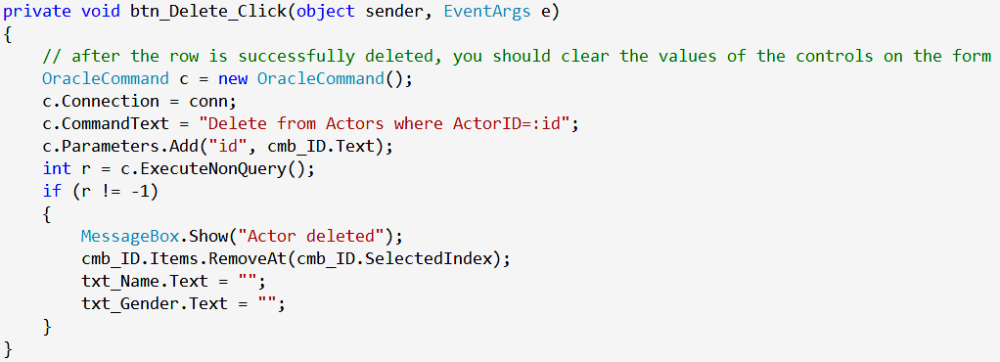 private void btn_Delete_Click(object sender, EventArgs e)
{
    // after the row is successfully deleted, you should clear the values of the controls on the form
    OracleCommand c = new OracleCommand();
    c.Connection = conn;
    c.CommandText = "Delete from Actors where ActorID=:id";
    c.Parameters.Add("id", cmb_ID.Text);
    int r = c.ExecuteNonQuery();
    if (r != -1)
    {
        MessageBox.Show("Actor deleted");
        cmb_ID.Items.RemoveAt(cmb_ID.SelectedIndex);
        txt_Name.Text = "";
        txt_Gender.Text = "";
    }
}